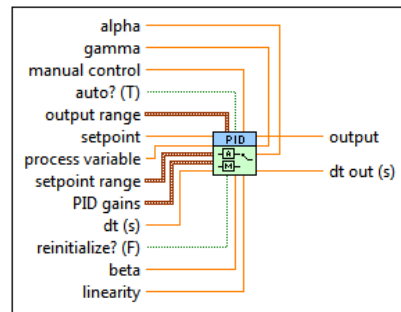 alpha
gamma
manual control
auto? (T)
output range
setpoint
process variable
setpoint range
PID gains
dt (s)
reinitialize? (F)
beta
linearity
PID
A
M
output
dt out (s)